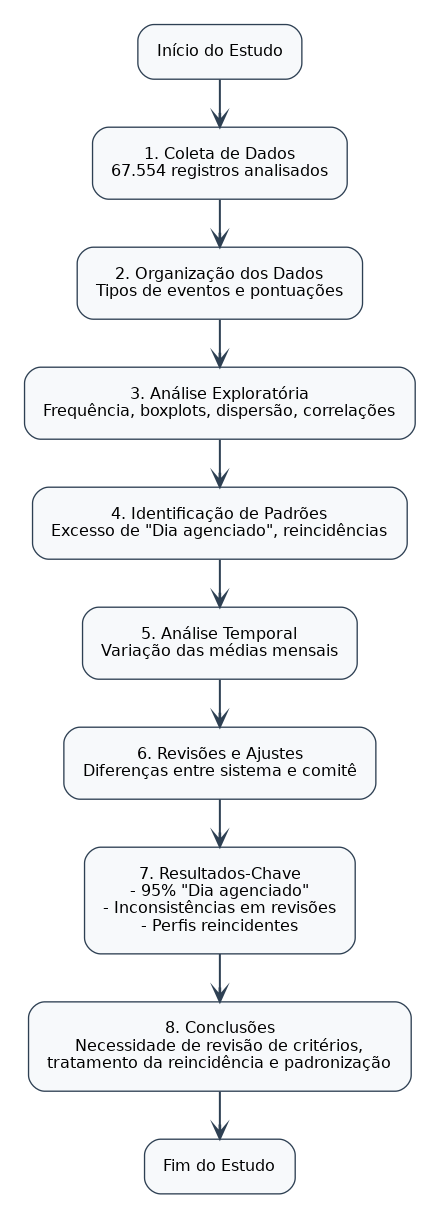 Início do Estudo
1. Coleta de Dados
67.554 registros analisados
2. Organização dos Dados
Tipos de eventos e pontuações
3. Análise Exploratória
Frequência, boxplots, dispersão, correlações
4. Identificação de Padrões
Excesso de "Dia agenciado", reincidências
5. Análise Temporal
Variação das médias mensais
6. Revisões e Ajustes
Diferenças entre sistema e comitê
7. Resultados-Chave
- 95% "Dia agenciado"
- Inconsistências em revisões
- Perfis reincidentes
8. Conclusões
Necessidade de revisão de critérios,
tratamento da reincidência e padronização
Fim do Estudo